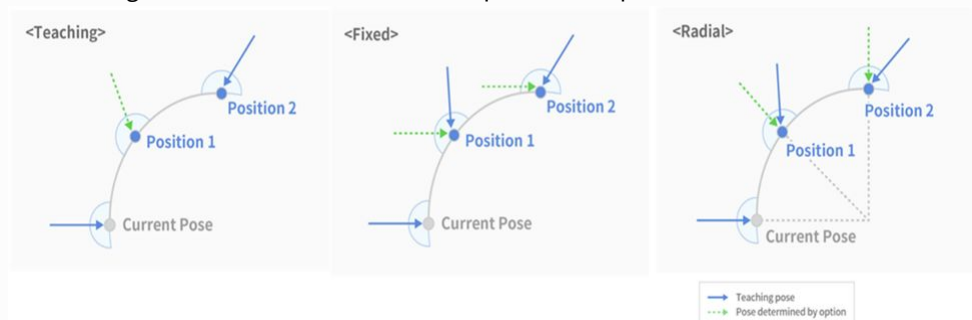 <Teaching>
Position 2
Position 1
Current Pose
<Fixed>
Position 2
Position 1
Current Pose
<Radial>
Position 2
Position 1
Current Pose
Teaching pose
Pose determined by option